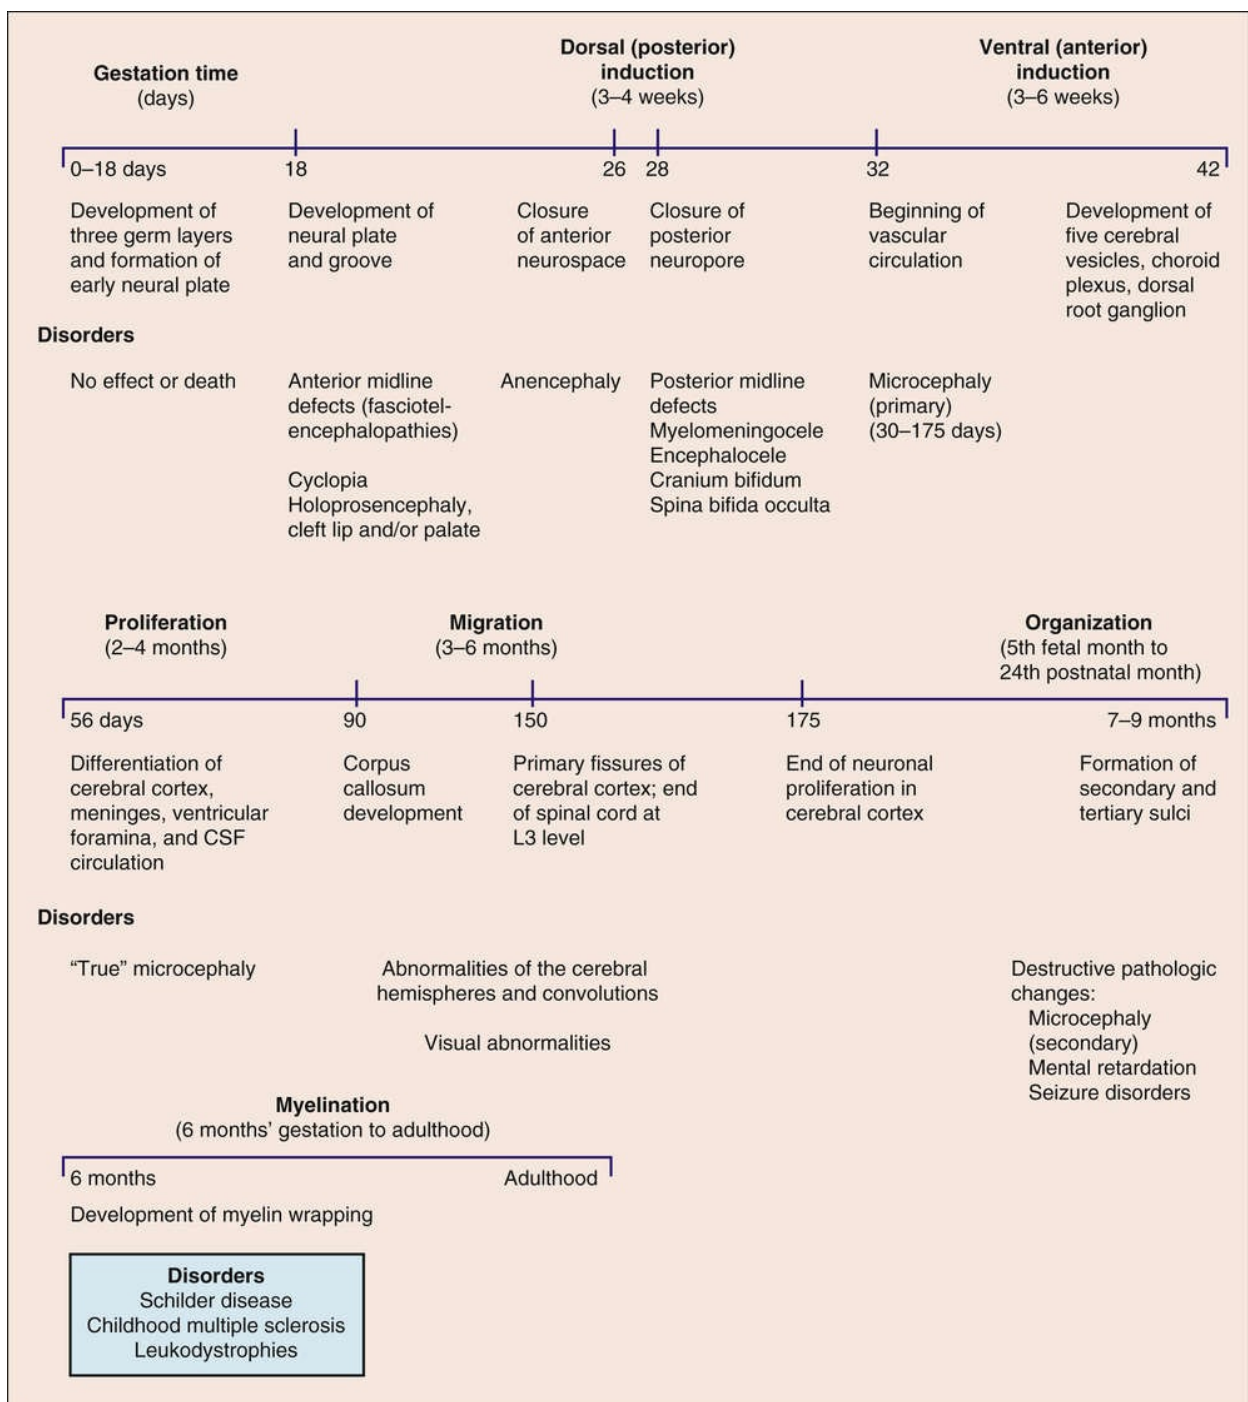 Gestation time
(days)
Dorsal (posterior)
induction
(3–4 weeks)
Ventral (anterior)
induction
(3–6 weeks)
0–18 days
18
26
28
32
42
Development of
three germ layers
and formation of
early neural plate
Development of
neural plate
and groove
Closure
of anterior
neurospace
Closure of
posterior
neuropore
Beginning of
vascular
circulation
Development of
five cerebral
vesicles, choroid
plexus, dorsal
root ganglion
Disorders
No effect or death
Anterior midline
defects (fasciotel-
encephalopathies)
Cyclopia
Holoprosencephaly,
cleft lip and/or palate
Anencephaly
Posterior midline
defects
Myelomeningocele
Encephalocele
Cranium bifidum
Spina bifida occulta
Microcephaly
(primary)
(30–175 days)
Proliferation
(2–4 months)
Migration
(3–6 months)
Organization
(5th fetal month to
24th postnatal month)
56 days
90
150
175
7–9 months
Differentiation of
cerebral cortex,
meninges, ventricular
foramina, and CSF
circulation
Corpus
callosum
development
Primary fissures of
cerebral cortex; end
of spinal cord at
L3 level
End of neuronal
proliferation in
cerebral cortex
Formation of
secondary and
tertiary sulci
Disorders
“True” microcephaly
Abnormalities of the cerebral
hemispheres and convolutions
Visual abnormalities
Destructive pathologic
changes:
Microcephaly
(secondary)
Mental retardation
Seizure disorders
Myelination
(6 months’ gestation to adulthood)
6 months
Adulthood
Development of myelin wrapping
Disorders
Schilder disease
Childhood multiple sclerosis
Leukodystrophies